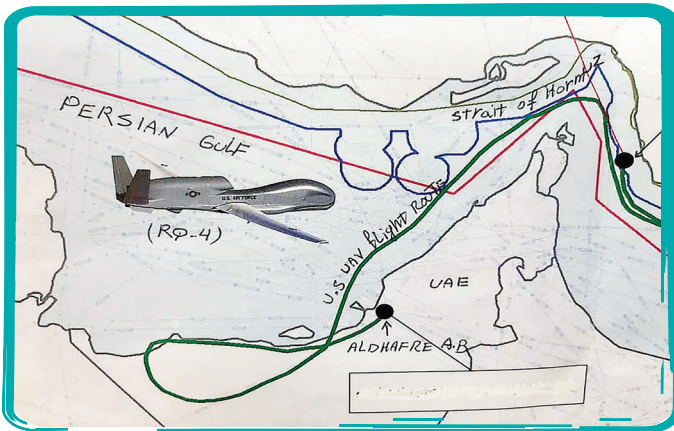 PERSIAN GULF
strait of Hormuz
U.S. AIR FORCE
(RQ-4)
U.S UAV flight ROUTE
UAE
ALDHAFRE A.B